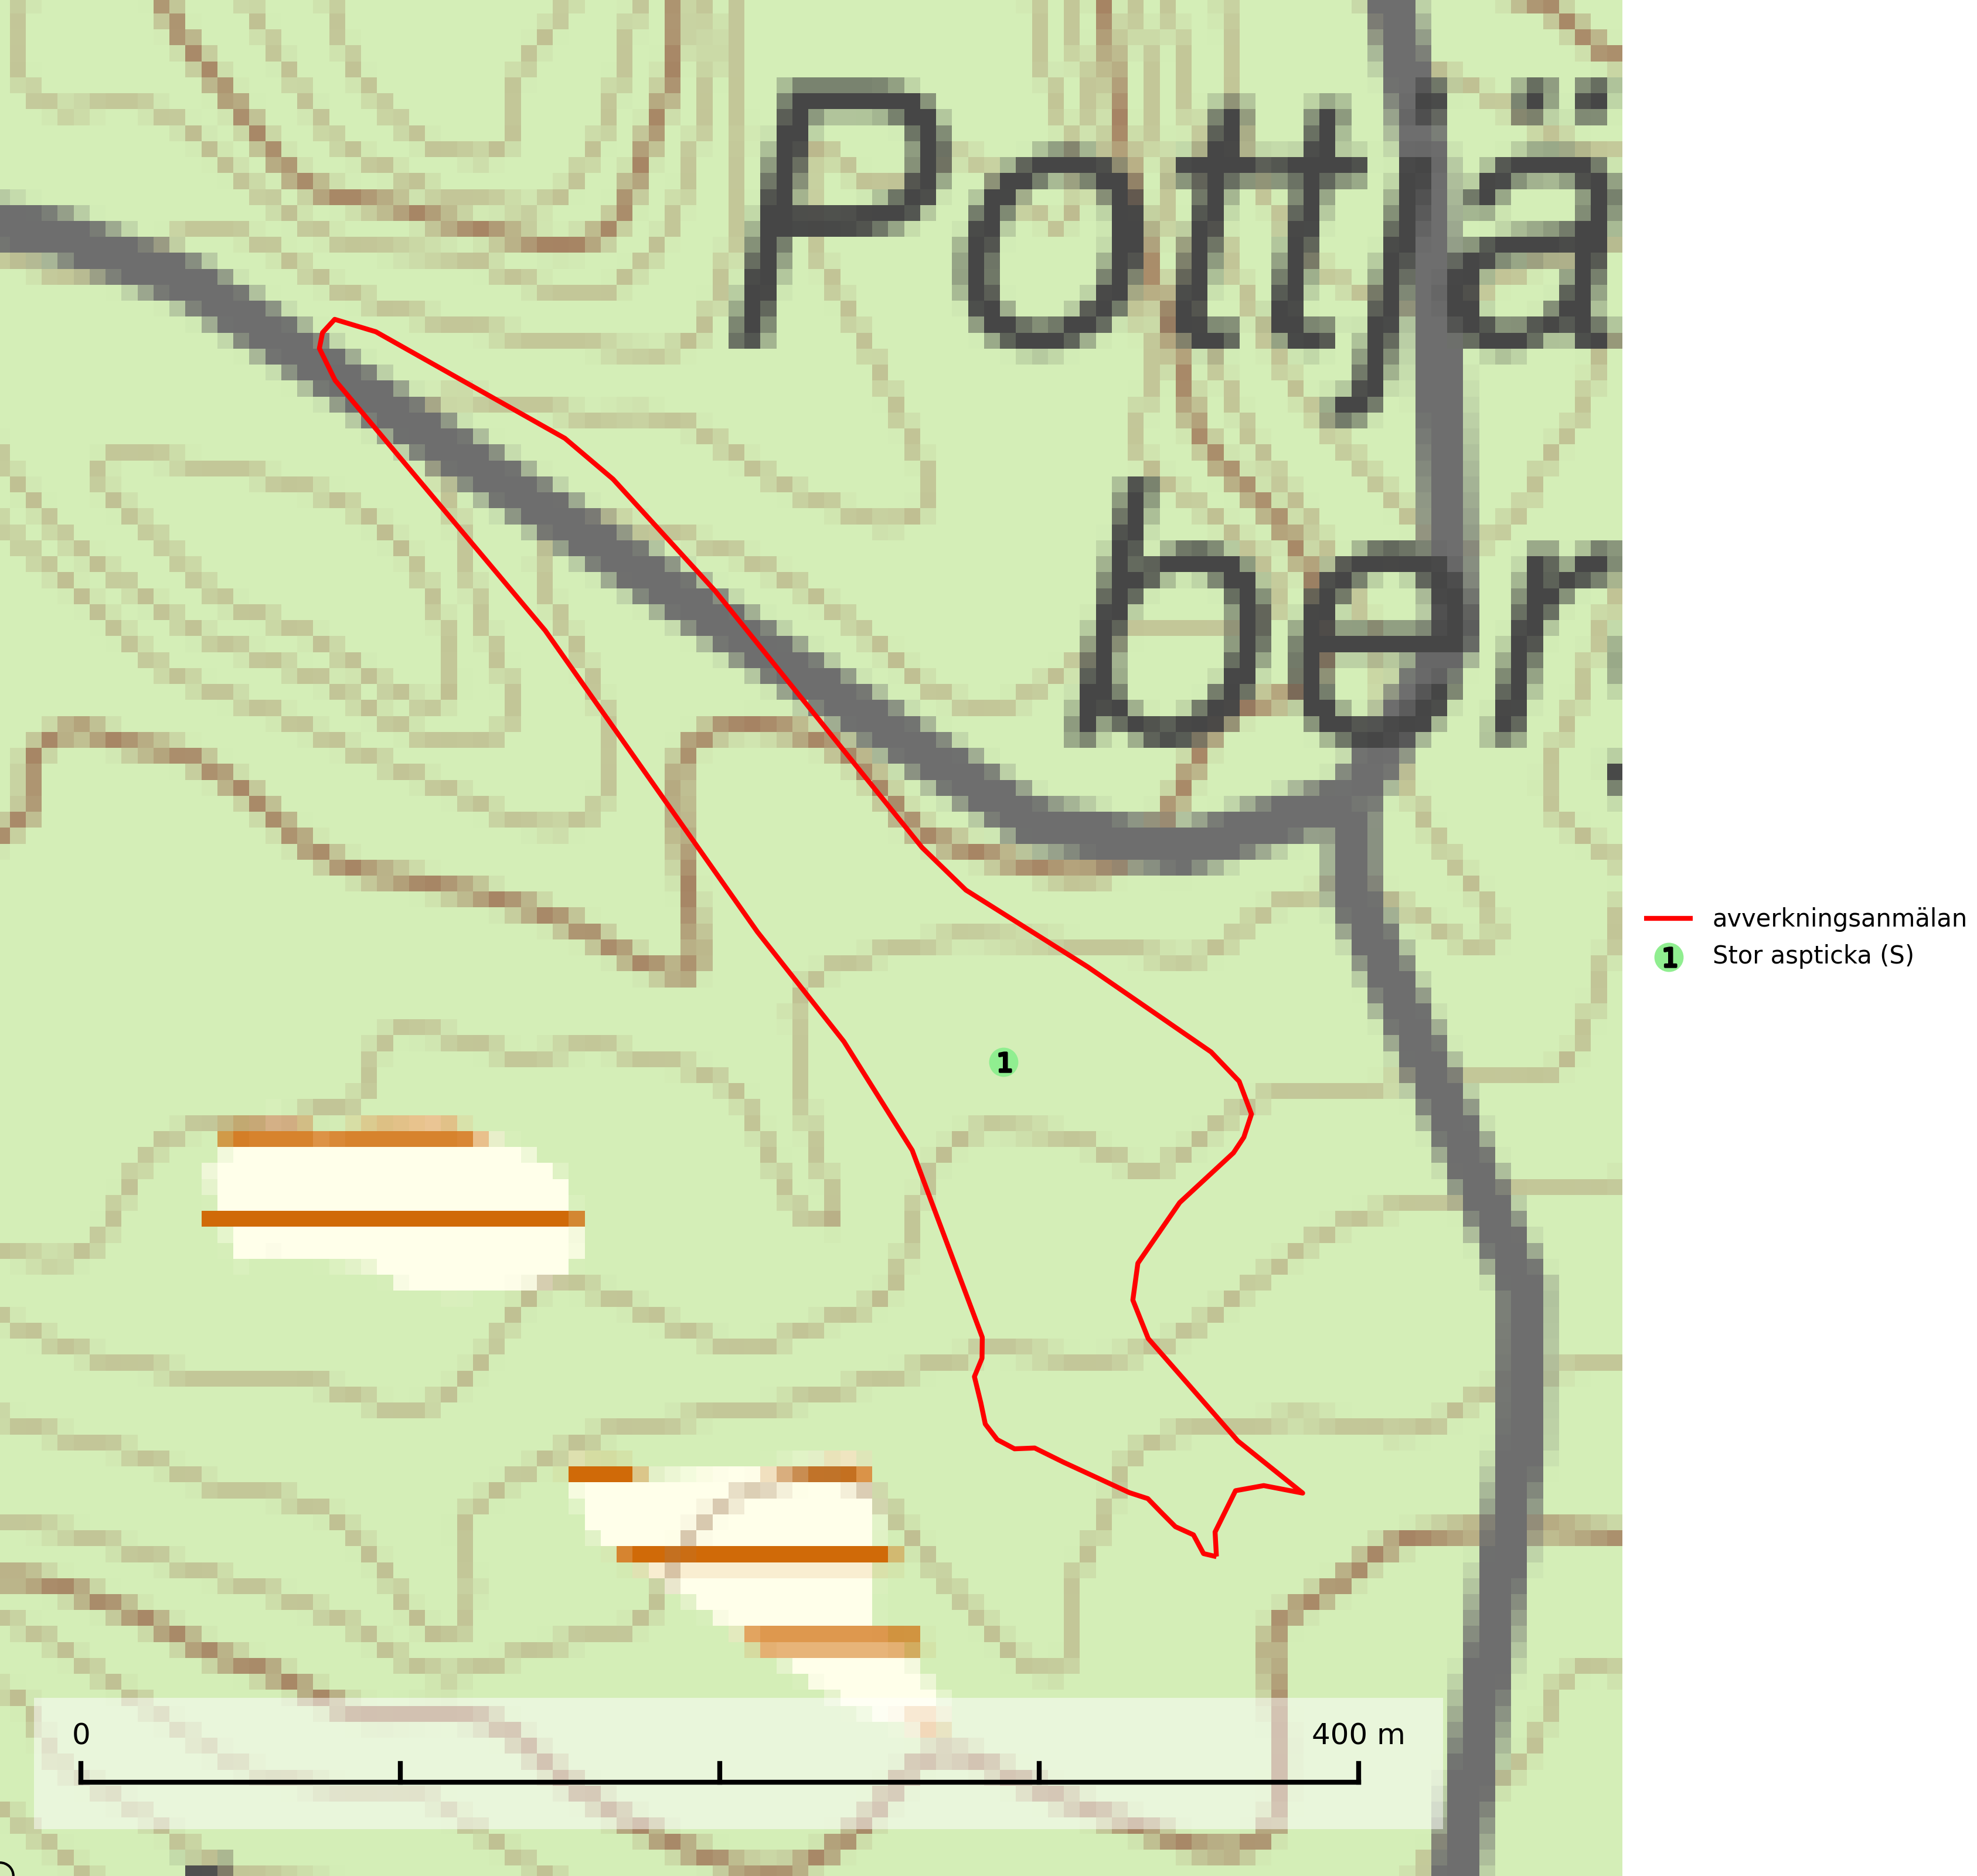 Pottjä
ber
avverkningsanmälan
1 Stor aspticka (S)
1
0 400 m